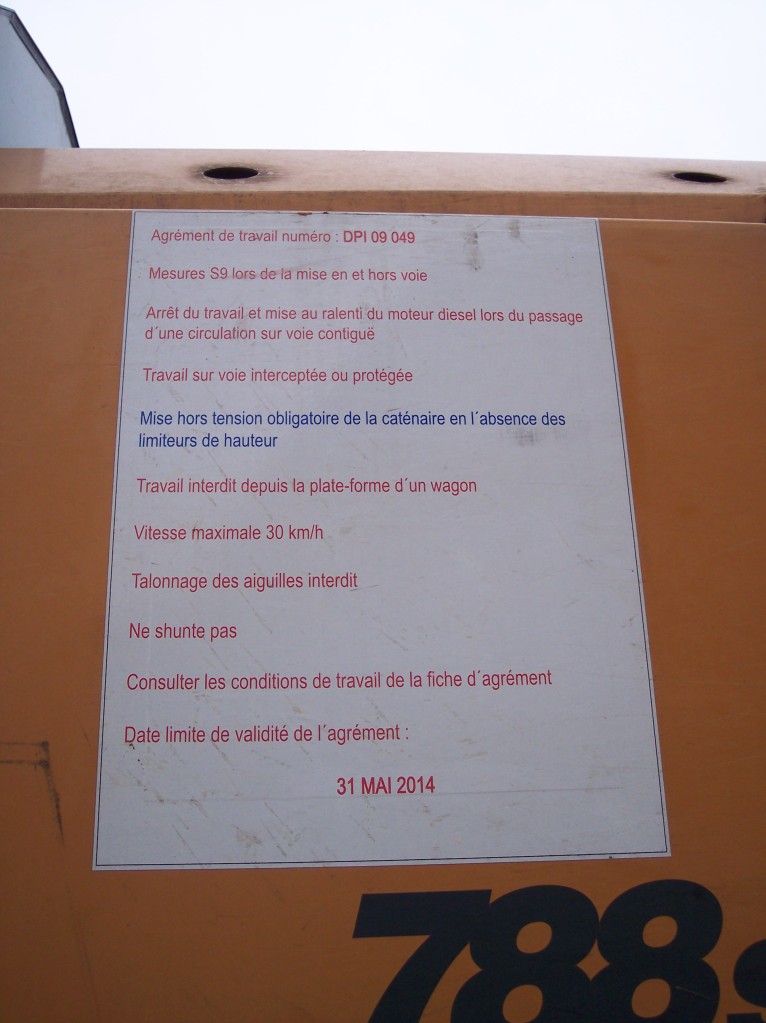 Agrément de travail numéro : DPI 09 049
Mesures S9 lors de la mise en et hors voie
Arrêt du travail et mise au ralenti du moteur diesel lors du passage
d´une circulation sur voie contiguë
Travail sur voie interceptée ou protégée
Mise hors tension obligatoire de la caténaire en l´absence des
limiteurs de hauteur
Travail interdit depuis la plate-forme d´un wagon
Vitesse maximale 30 km/h
Talonnage des aiguilles interdit
Ne shunte pas
Consulter les conditions de travail de la fiche d´agrément
Date limite de validité de l´agrément :
31 MAI 2014
788